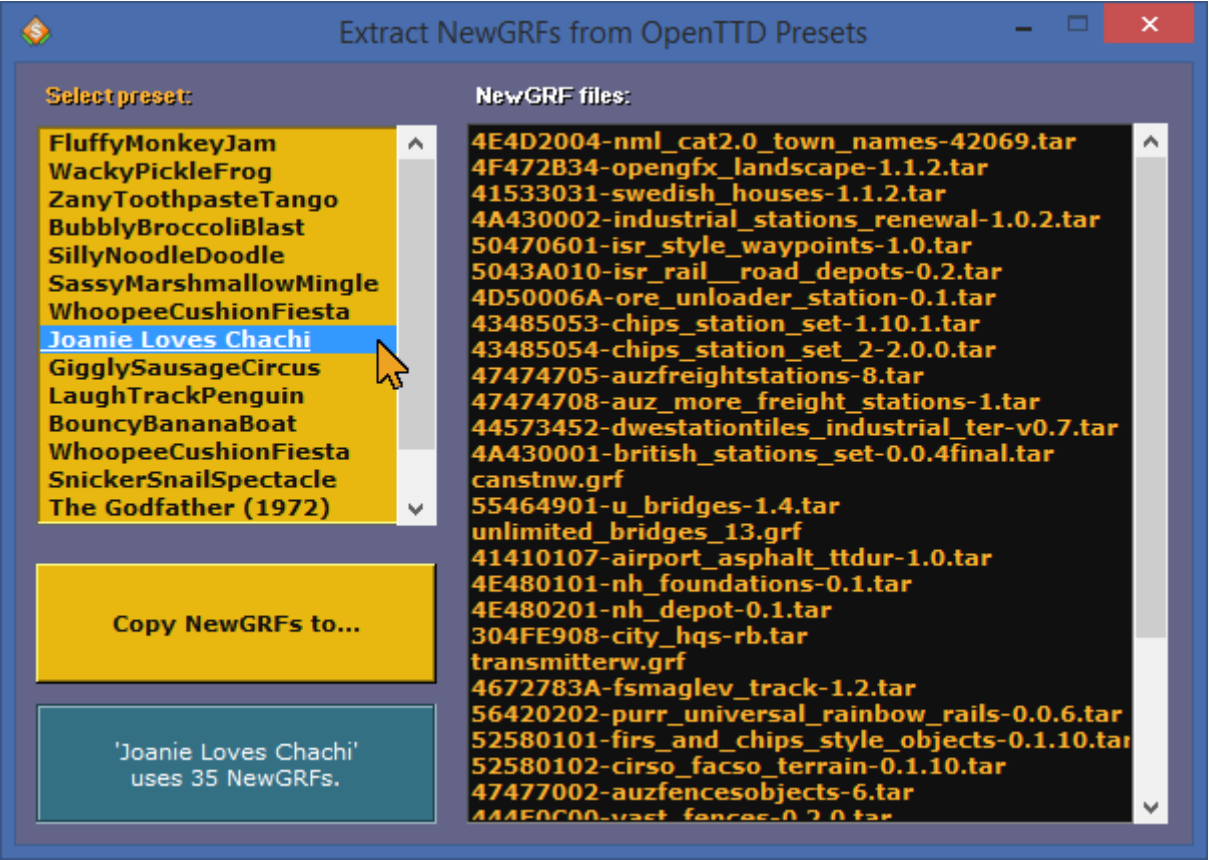 Extract NewGRFs from OpenTTD Presets
Select preset:
FluffyMonkeyJam
WackyPickleFrog
ZanyToothpasteTango
BubblyBroccoliBlast
SillyNoodleDoodle
SassyMarshmallowMingle
WhoopeeCushionFiesta
Joanie Loves Chachi
GigglySausageCircus
LaughTrackPenguin
BouncyBananaBoat
WhoopeeCushionFiesta
SnickerSnailSpectacle
The Godfather (1972)
Copy NewGRFs to...
'Joanie Loves Chachi'
uses 35 NewGRFs.
NewGRF files:
4E4D2004-nml_cat2.0_town_names-42069.tar
4F472B34-opengfx_landscape-1.1.2.tar
41533031-swedish_houses-1.1.2.tar
4A430002-industrial_stations_renewal-1.0.2.tar
50470601-isr_style_waypoints-1.0.tar
5043A010-isr_rail__road_depots-0.2.tar
4D50006A-ore_unloader_station-0.1.tar
43485053-chips_station_set-1.10.1.tar
43485054-chips_station_set_2-2.0.0.tar
47474705-auzfreightstations-8.tar
47474708-auz_more_freight_stations-1.tar
44573452-dwestationtiles_industrial_ter-v0.7.tar
4A430001-british_stations_set-0.0.4final.tar
canstnw.grf
55464901-u_bridges-1.4.tar
unlimited_bridges_13.grf
41410107-airport_asphalt_ttdur-1.0.tar
4E480101-nh_foundations-0.1.tar
4E480201-nh_depot-0.1.tar
304FE908-city_hqs-rb.tar
transmitterw.grf
4672783A-fsmaglev_track-1.2.tar
56420202-purr_universal_rainbow_rails-0.0.6.tar
52580101-firs_and_chips_style_objects-0.1.10.tar
52580102-cirso_facso_terrain-0.1.10.tar
47477002-auzfencesobjects-6.tar
444E0C00-vast_fences-0.2.0.tar